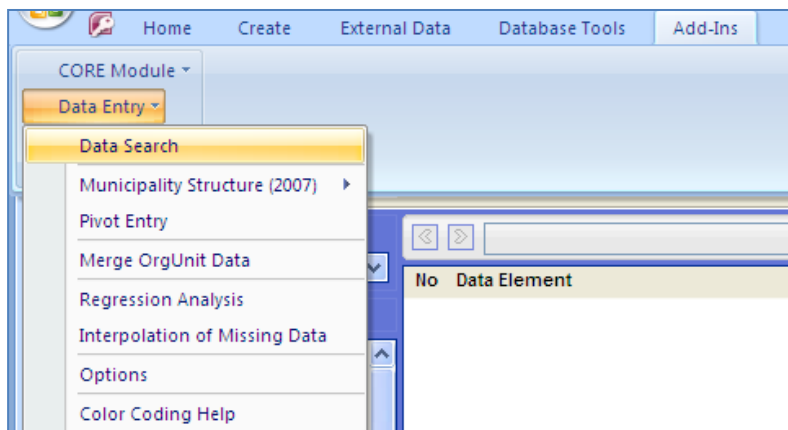 Home Create External Data Database Tools Add-Ins
CORE Module
Data Entry
Data Search
Municipality Structure (2007)
Pivot Entry
Merge OrgUnit Data
Regression Analysis
Interpolation of Missing Data
Options
Color Coding Help
No Data Element